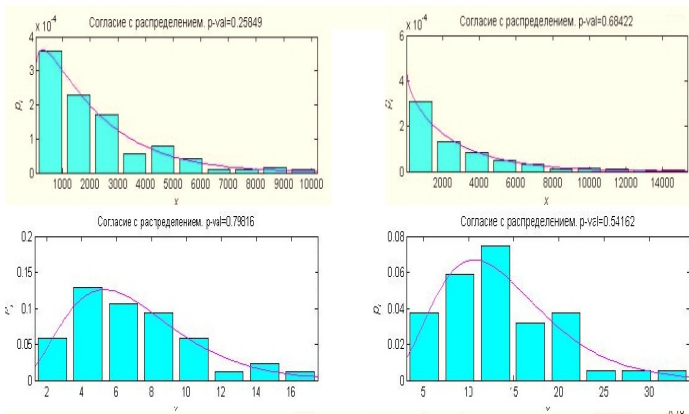 Согласие с распределением. p-val=0.25849
x 10⁻⁴
4
3
2
1
0
1000 2000 3000 4000 5000 6000 7000 8000 9000 10000
x
Согласие с распределением. p-val=0.68422
x 10⁻⁴
6
4
2
0
2000 4000 6000 8000 10000 12000 14000
x
Согласие с распределением. p-val=0.79816
0.2
0.15
0.1
0.05
0
2 4 6 8 10 12 14 16
Согласие с распределением. p-val=0.54162
0.08
0.06
0.04
0.02
0
5 10 15 20 25 30